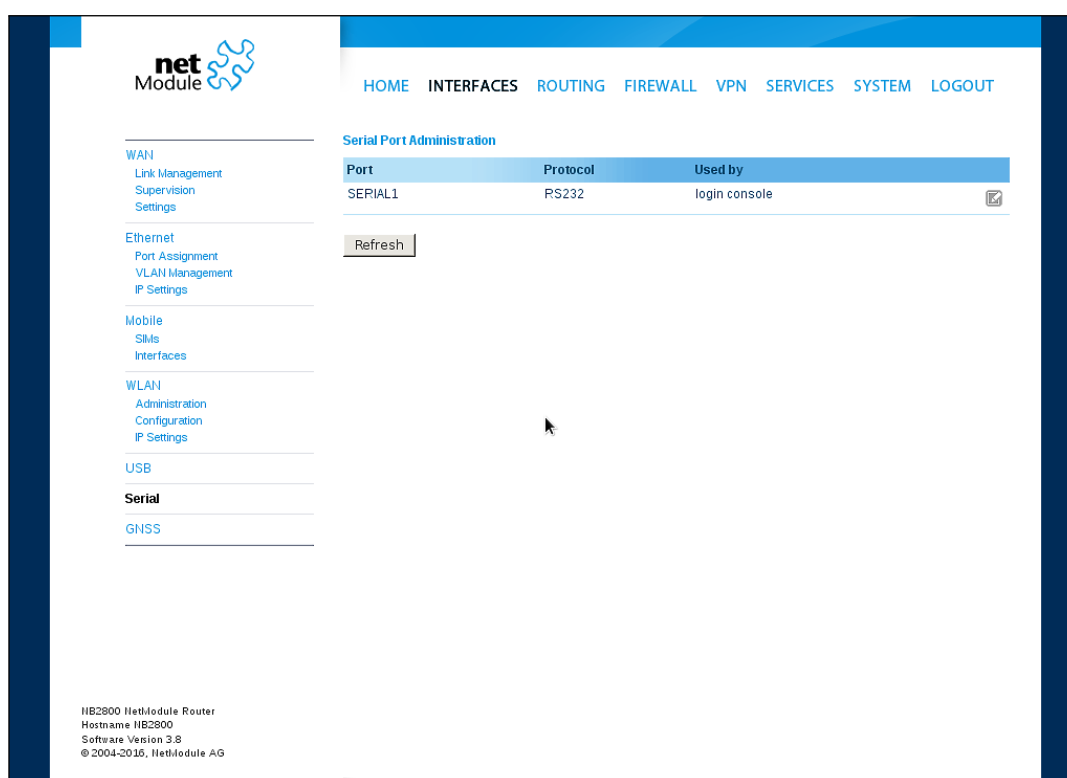 net
Module
HOME INTERFACES ROUTING FIREWALL VPN SERVICES SYSTEM LOGOUT
WAN
Link Management
Supervision
Settings
Ethernet
Port Assignment
VLAN Management
IP Settings
Mobile
SIMs
Interfaces
WLAN
Administration
Configuration
IP Settings
USB
Serial
GNSS
Serial Port Administration
Port Protocol Used by
SERIAL1 RS232 login console
Refresh
NB2800 NetModule Router
Hostname NB2800
Software Version 3.8
© 2004-2016, NetModule AG